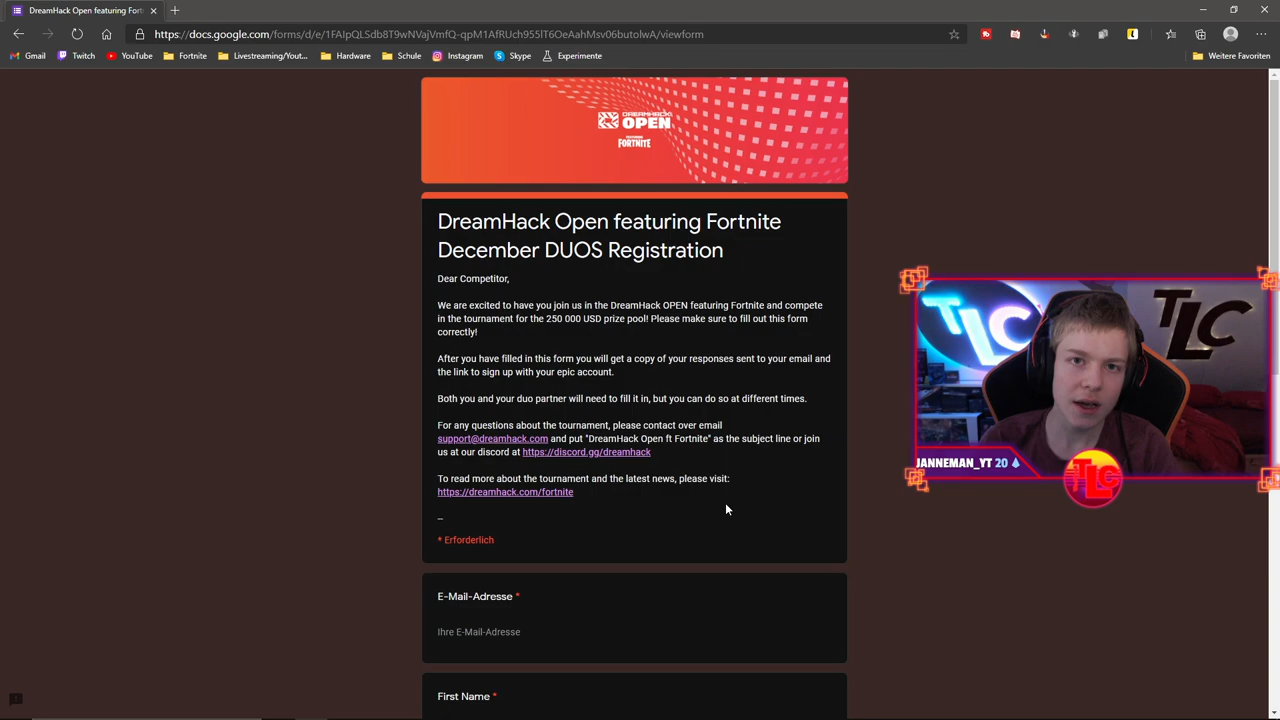 DreamHack Open featuring Fort
https://docs.google.com/forms/d/e/1FAIpQLSdb8T9wNVajVmfQ-qpM1AfRUch955lT6OeAahMsv06butolwA/viewform
Gmail
Twitch
YouTube
Fortnite
Livestreaming/Yout...
Hardware
Schule
Instagram
Skype
Experimente
Weitere Favoriten
DREAMHACK
OPEN
FEATURING
FORTNITE
DreamHack Open featuring Fortnite
December DUOS Registration
Dear Competitor,
We are excited to have you join us in the DreamHack OPEN featuring Fortnite and compete
in the tournament for the 250 000 USD prize pool! Please make sure to fill out this form
correctly!
After you have filled in this form you will get a copy of your responses sent to your email and
the link to sign up with your epic account.
Both you and your duo partner will need to fill it in, but you can do so at different times.
For any questions about the tournament, please contact over email
support@dreamhack.com and put "DreamHack Open ft Fortnite" as the subject line or join
us at our discord at https://discord.gg/dreamhack
To read more about the tournament and the latest news, please visit:
https://dreamhack.com/fortnite
_
* Erforderlich
E-Mail-Adresse *
Ihre E-Mail-Adresse
First Name *
TLC
TLC
JANNEMAN_YT 20
TLC